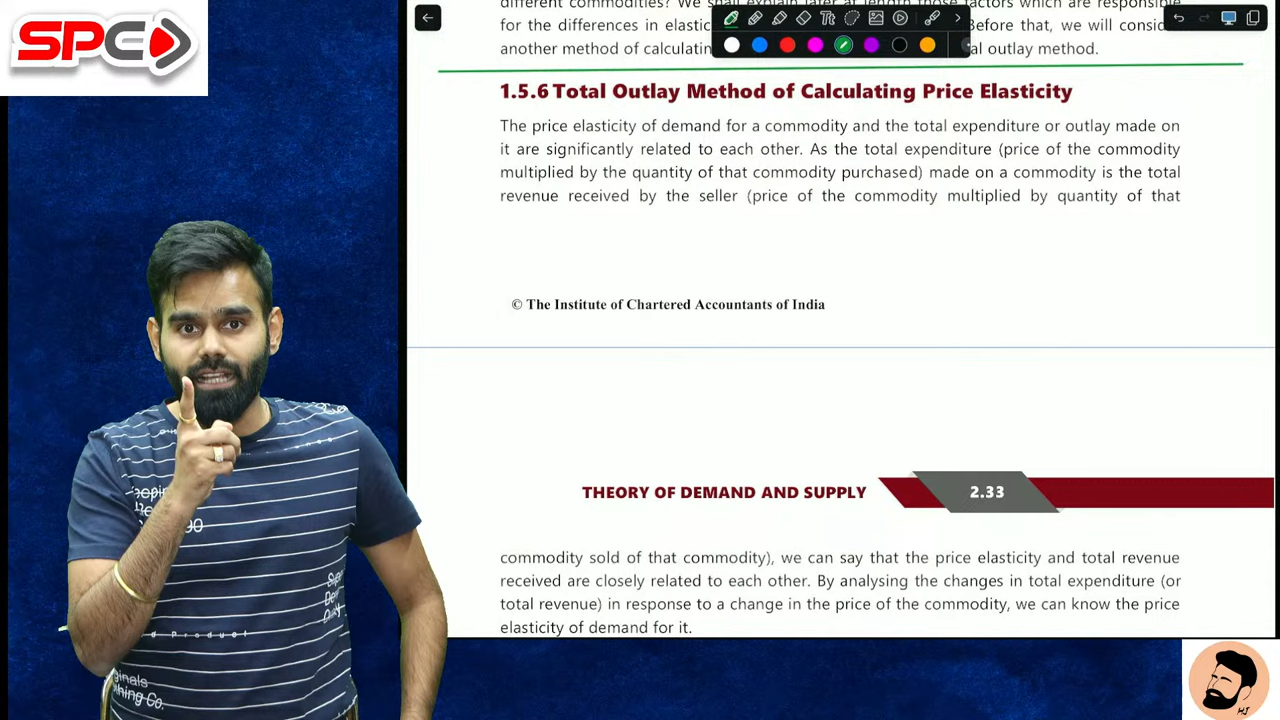 SPC
different commodities? We shall explain later at length those factors which are responsible
for the differences in elastic Before that, we will consid
another method of calculatin al outlay method.
1.5.6 Total Outlay Method of Calculating Price Elasticity
The price elasticity of demand for a commodity and the total expenditure or outlay made on
it are significantly related to each other. As the total expenditure (price of the commodity
multiplied by the quantity of that commodity purchased) made on a commodity is the total
revenue received by the seller (price of the commodity multiplied by quantity of that
© The Institute of Chartered Accountants of India
THEORY OF DEMAND AND SUPPLY 2.33
commodity sold of that commodity), we can say that the price elasticity and total revenue
received are closely related to each other. By analysing the changes in total expenditure (or
total revenue) in response to a change in the price of the commodity, we can know the price
elasticity of demand for it.
d Product
ginals
thing Co.
HJ